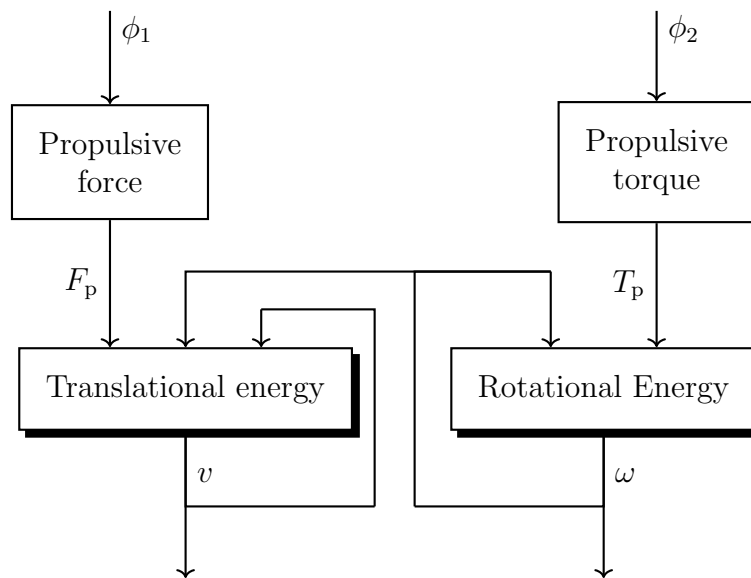 ϕ₁
ϕ₂
Propulsive
force
Propulsive
torque
Fₚ
Tₚ
Translational energy
Rotational Energy
v
ω